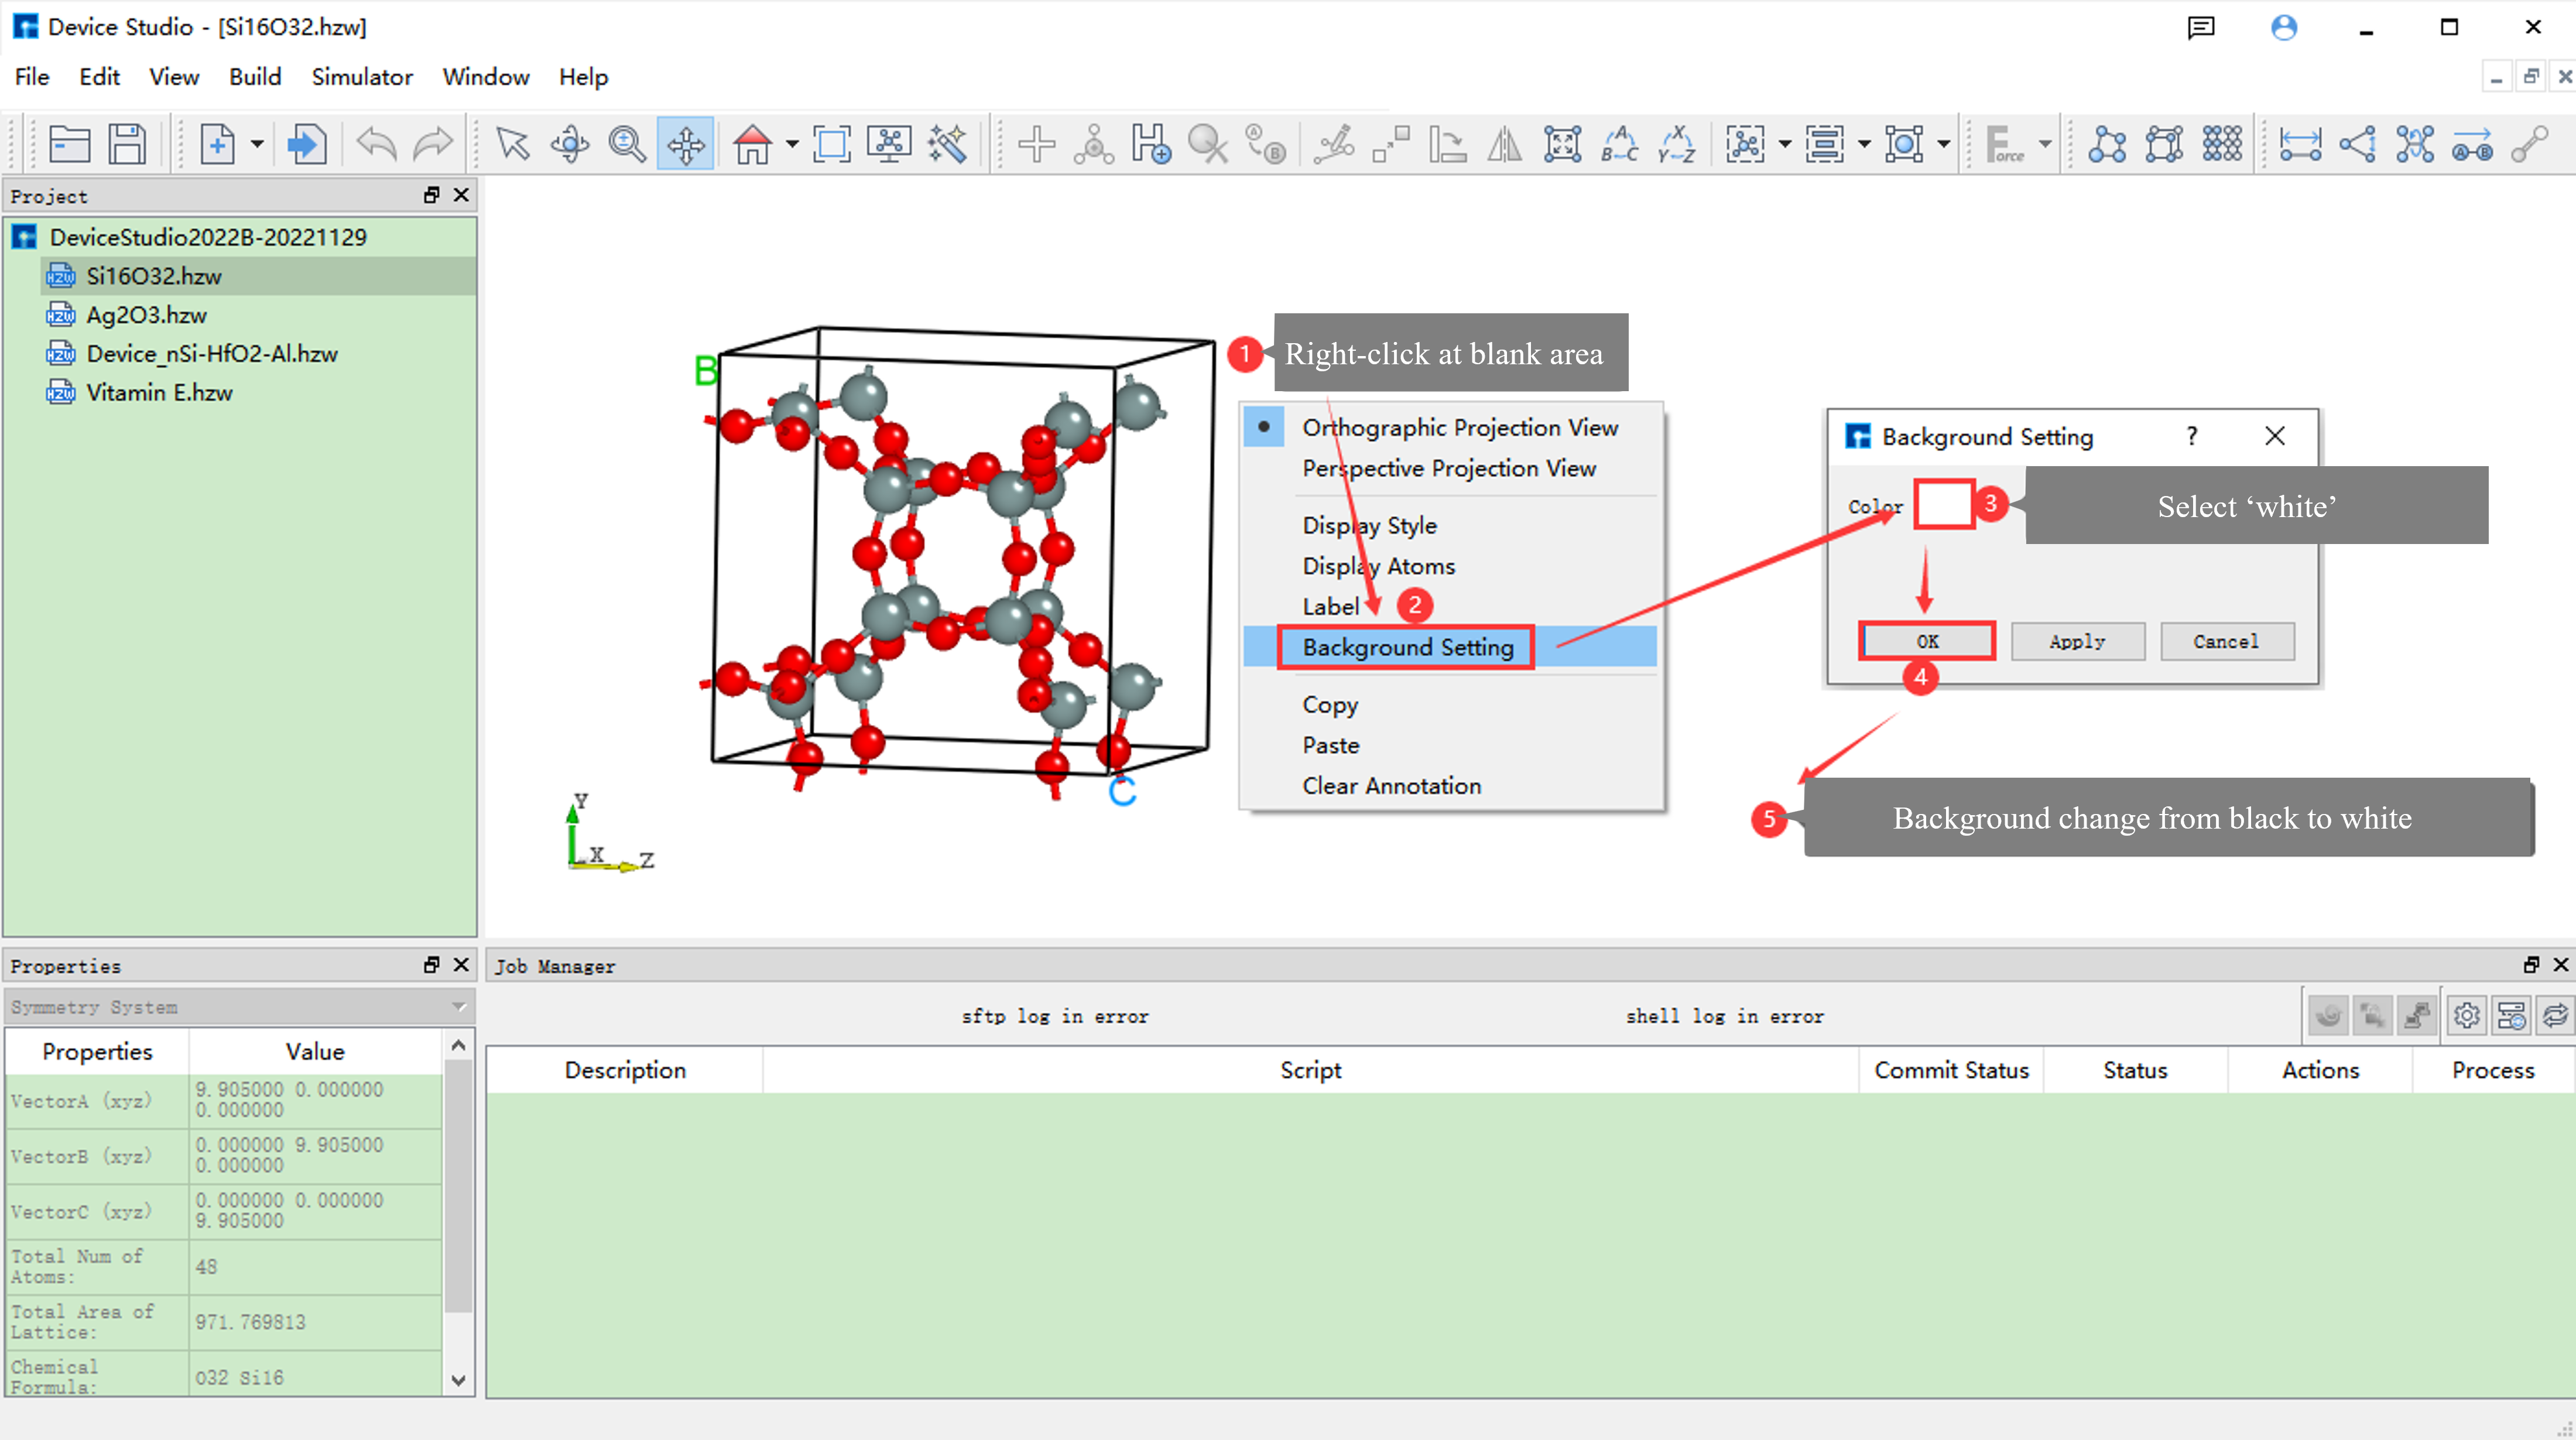 Device Studio - [Si16O32.hzw]
File Edit View Build Simulator Window Help
H
A
B
A
B-C
X
Y-Z
Force
A-B
Project
DeviceStudio2022B-20221129
Si16O32.hzw
Ag2O3.hzw
Device_nSi-HfO2-Al.hzw
Vitamin E.hzw
B
C
Y
X
Z
1
Right-click at blank area
Orthographic Projection View
Perspective Projection View
Display Style
Display Atoms
Label
2
Background Setting
Copy
Paste
Clear Annotation
Background Setting ?
Color
3
Select ‘white’
OK Apply Cancel
4
5
Background change from black to white
Properties
Symmetry System
Properties Value
VectorA (xyz) 9.905000 0.000000
0.000000
VectorB (xyz) 0.000000 9.905000
0.000000
VectorC (xyz) 0.000000 0.000000
9.905000
Total Num of
Atoms: 48
Total Area of
Lattice: 971.769813
Chemical
Formula: O32 Si16
Job Manager
sftp log in error shell log in error
Description Script Commit Status Status Actions Process